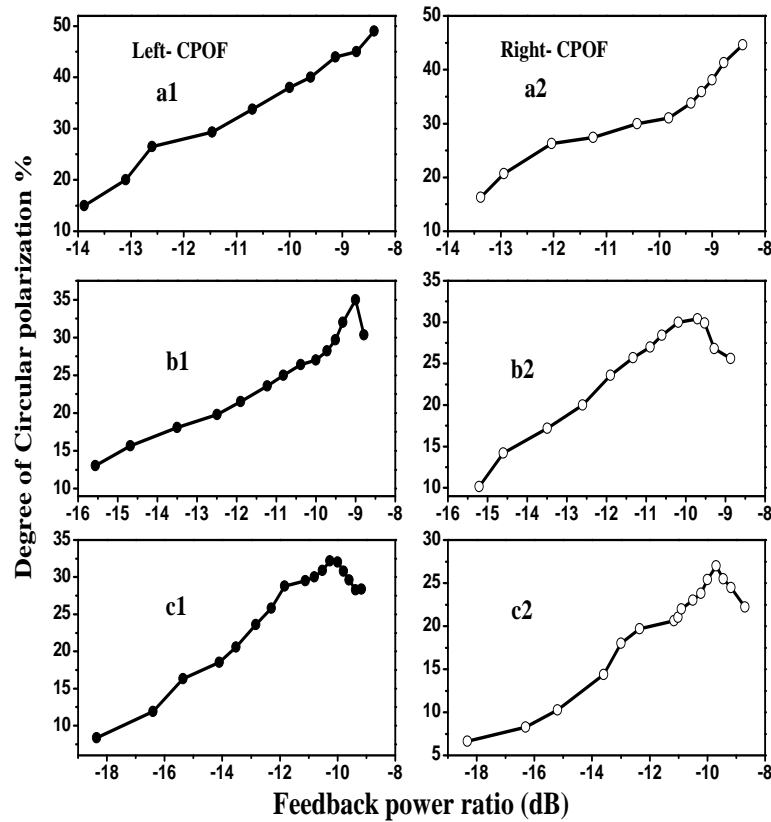 Degree of Circular polarization %
50
40
30
20
10
Left- CPOF
a1
-14 -13 -12 -11 -10 -9 -8
50
40
30
20
10
Right- CPOF
a2
-14 -13 -12 -11 -10 -9 -8
35
30
25
20
15
10
b1
-16 -15 -14 -13 -12 -11 -10 -9 -8
35
30
25
20
15
10
b2
-16 -15 -14 -13 -12 -11 -10 -9 -8
35
30
25
20
15
10
c1
-18 -16 -14 -12 -10 -8
30
25
20
15
10
5
c2
-18 -16 -14 -12 -10 -8
Feedback power ratio (dB)